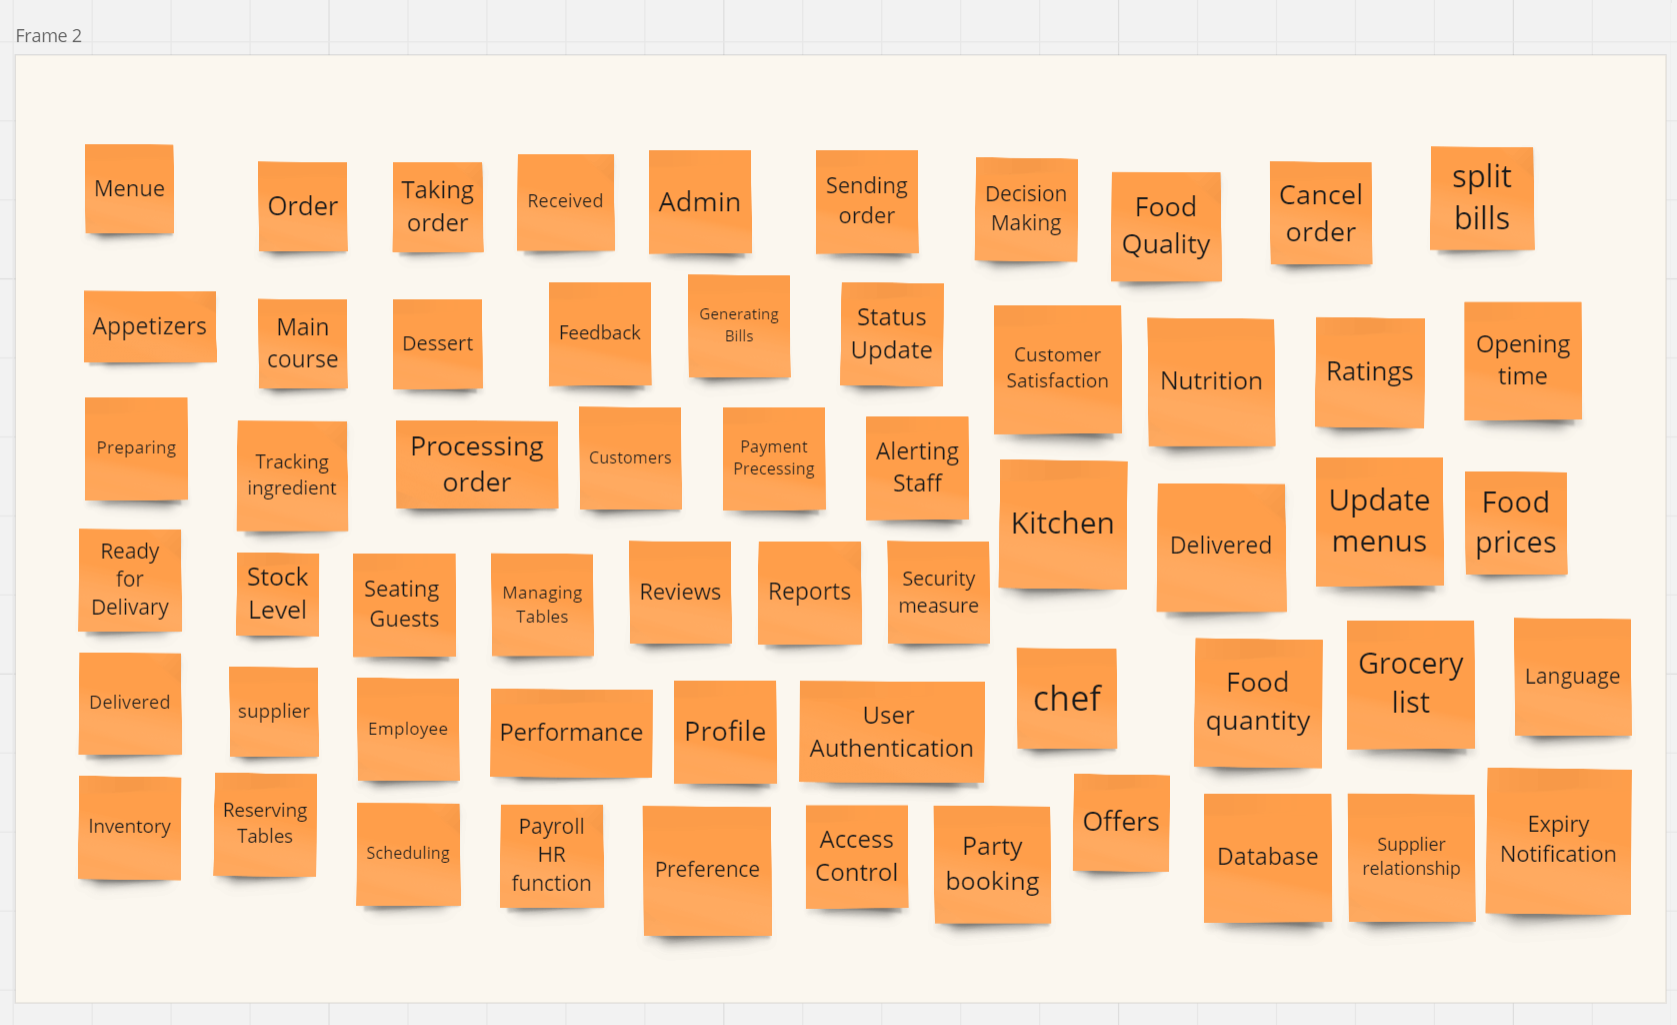 Frame 2
Menue
Order
Taking
order
Received
Admin
Sending
order
Decision
Making
Food
Quality
Cancel
order
split
bills
Appetizers
Main
course
Dessert
Feedback
Generating
Bills
Status
Update
Customer
Satisfaction
Nutrition
Ratings
Opening
time
Preparing
Tracking
ingredient
Processing
order
Customers
Payment
Precessing
Alerting
Staff
Kitchen
Delivered
Update
menus
Food
prices
Ready
for
Delivary
Stock
Level
Seating
Guests
Managing
Tables
Reviews
Reports
Security
measure
chef
Food
quantity
Grocery
list
Language
Delivered
supplier
Employee
Performance
Profile
User
Authentication
Inventory
Reserving
Tables
Scheduling
Payroll
HR
function
Preference
Access
Control
Party
booking
Offers
Database
Supplier
relationship
Expiry
Notification